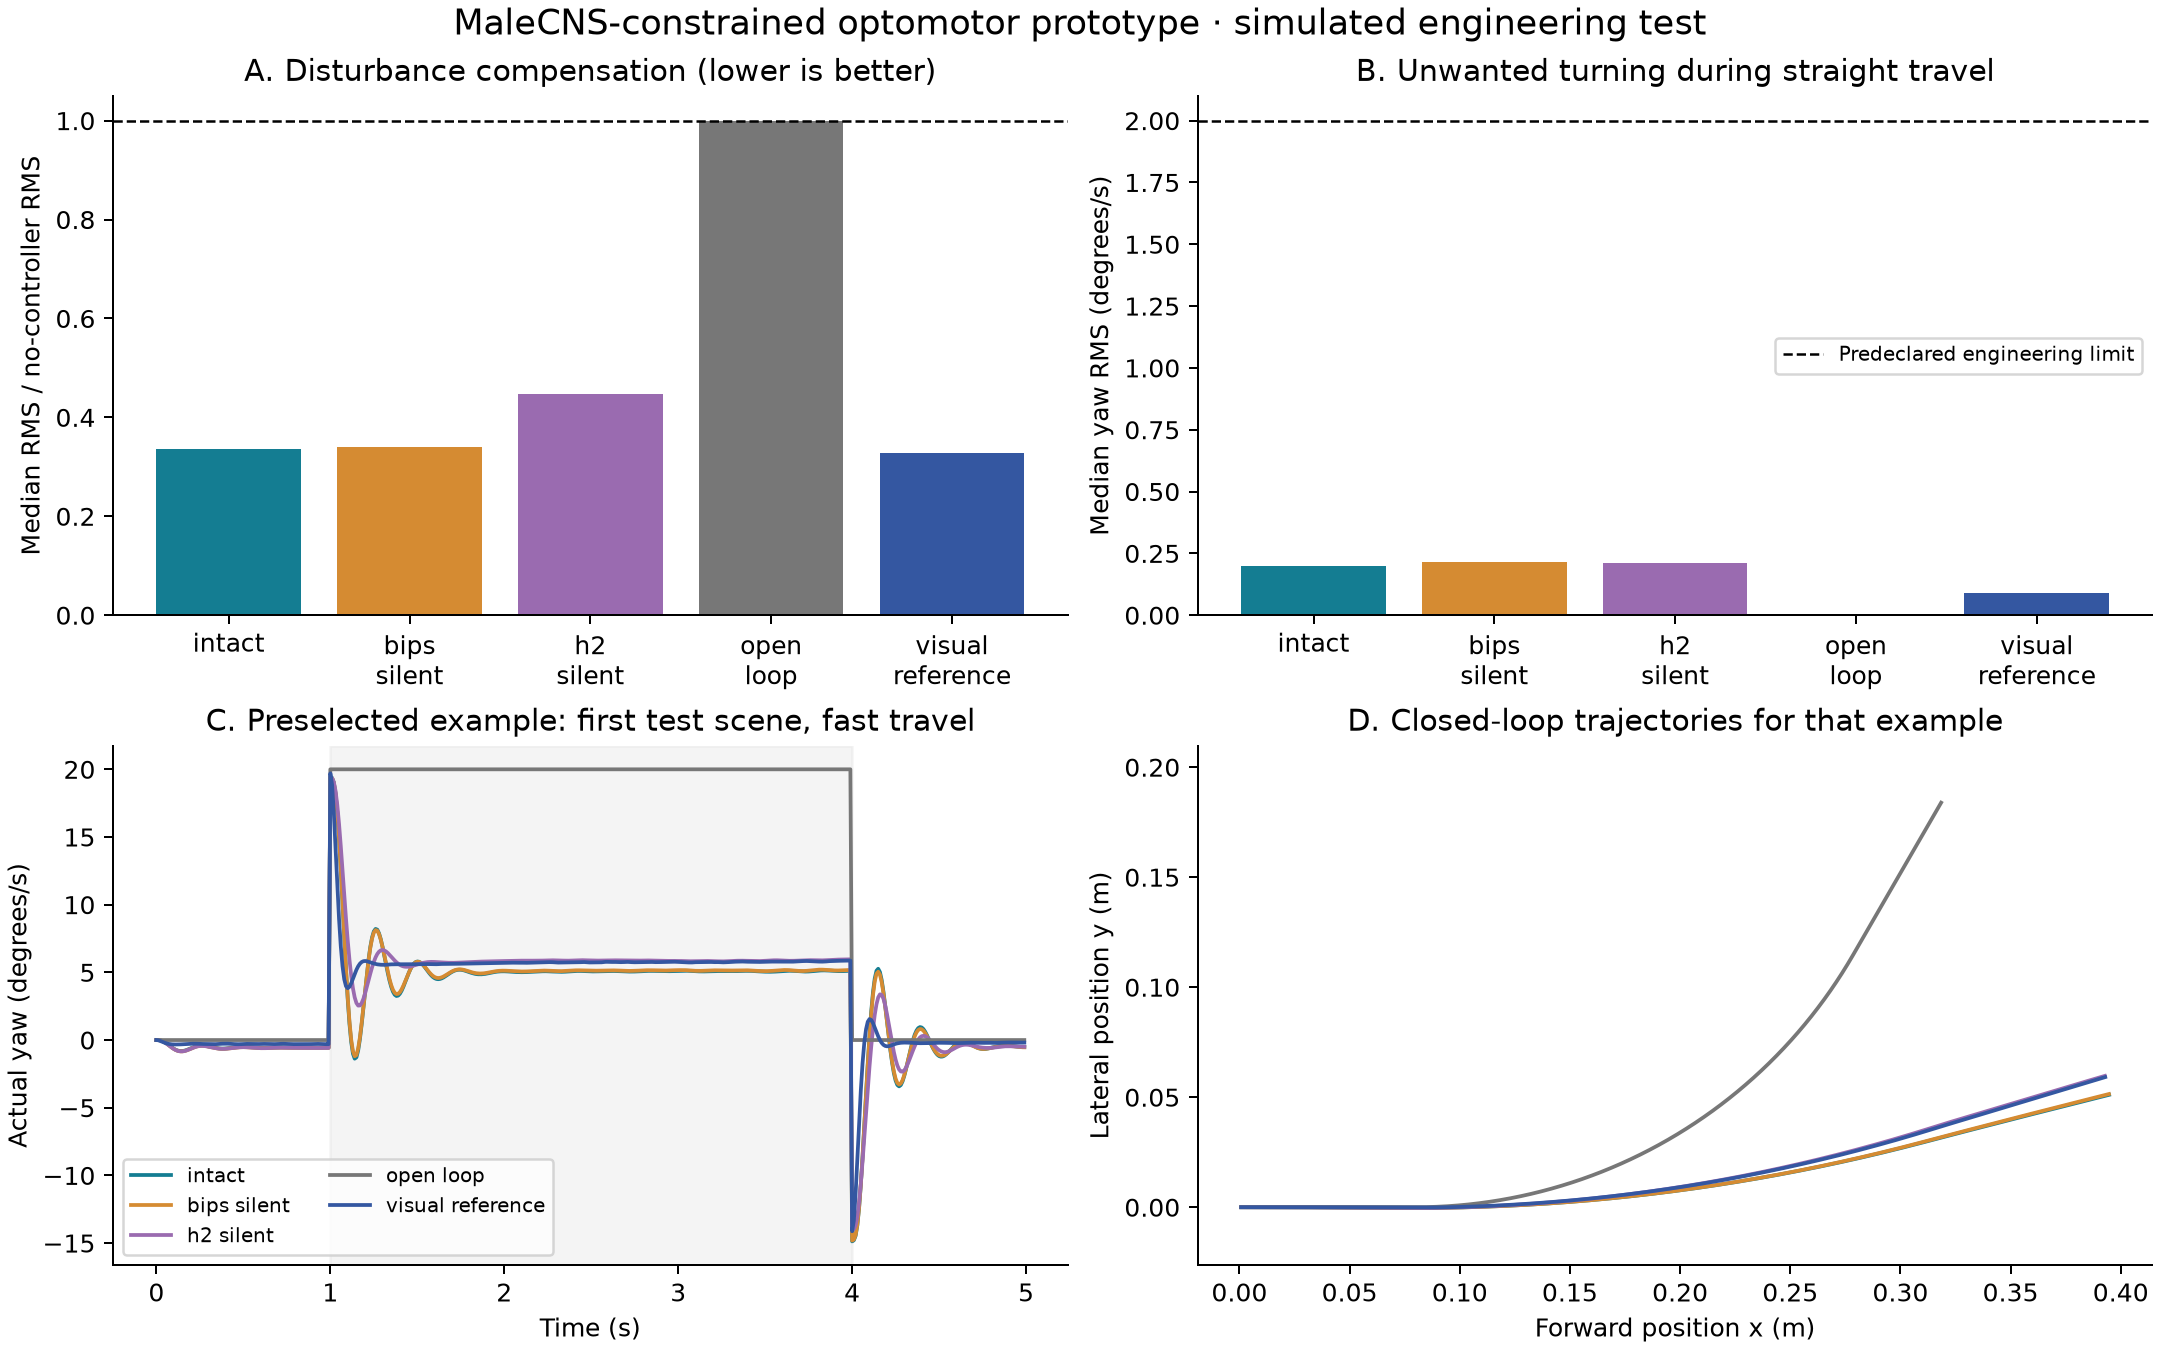 MaleCNS-constrained optomotor prototype · simulated engineering test
A. Disturbance compensation (lower is better)
Median RMS / no-controller RMS
1.0
0.8
0.6
0.4
0.2
0.0
intact
bips
silent
h2
silent
open
loop
visual
reference
B. Unwanted turning during straight travel
Median yaw RMS (degrees/s)
2.00
1.75
1.50
1.25
1.00
0.75
0.50
0.25
0.00
Predeclared engineering limit
intact
bips
silent
h2
silent
open
loop
visual
reference
C. Preselected example: first test scene, fast travel
Actual yaw (degrees/s)
20
15
10
5
0
−5
−10
−15
intact
bips silent
h2 silent
open loop
visual reference
0 1 2 3 4 5
Time (s)
D. Closed-loop trajectories for that example
Lateral position y (m)
0.20
0.15
0.10
0.05
0.00
0.00 0.05 0.10 0.15 0.20 0.25 0.30 0.35 0.40
Forward position x (m)